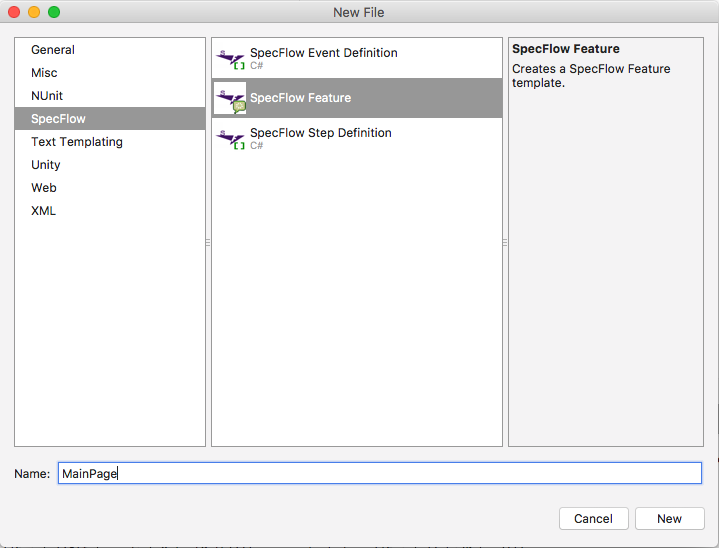 New File
General
Misc
NUnit
SpecFlow
Text Templating
Unity
Web
XML
SpecFlow Event Definition
C#
SpecFlow Feature
SpecFlow Step Definition
C#
SpecFlow Feature
Creates a SpecFlow Feature
template.
Name: MainPage
Cancel New